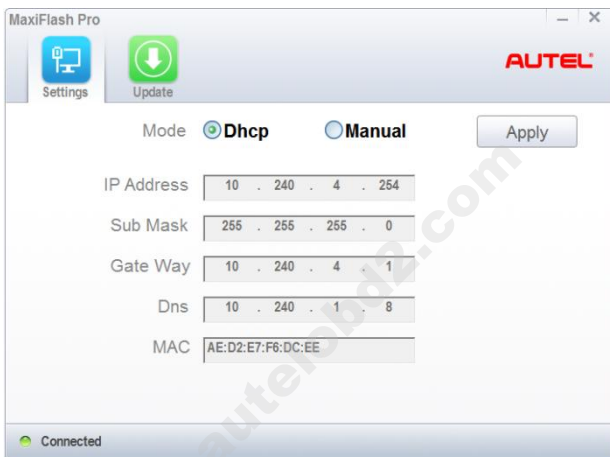 MaxiFlash Pro
AUTEL
Settings
Update
Mode
Dhcp
Manual
Apply
IP Address 10 . 240 . 4 . 254
Sub Mask 255 . 255 . 255 . 0
Gate Way 10 . 240 . 4 . 1
Dns 10 . 240 . 1 . 8
MAC AE:D2:E7:F6:DC:EE
Connected
autelobd2.com